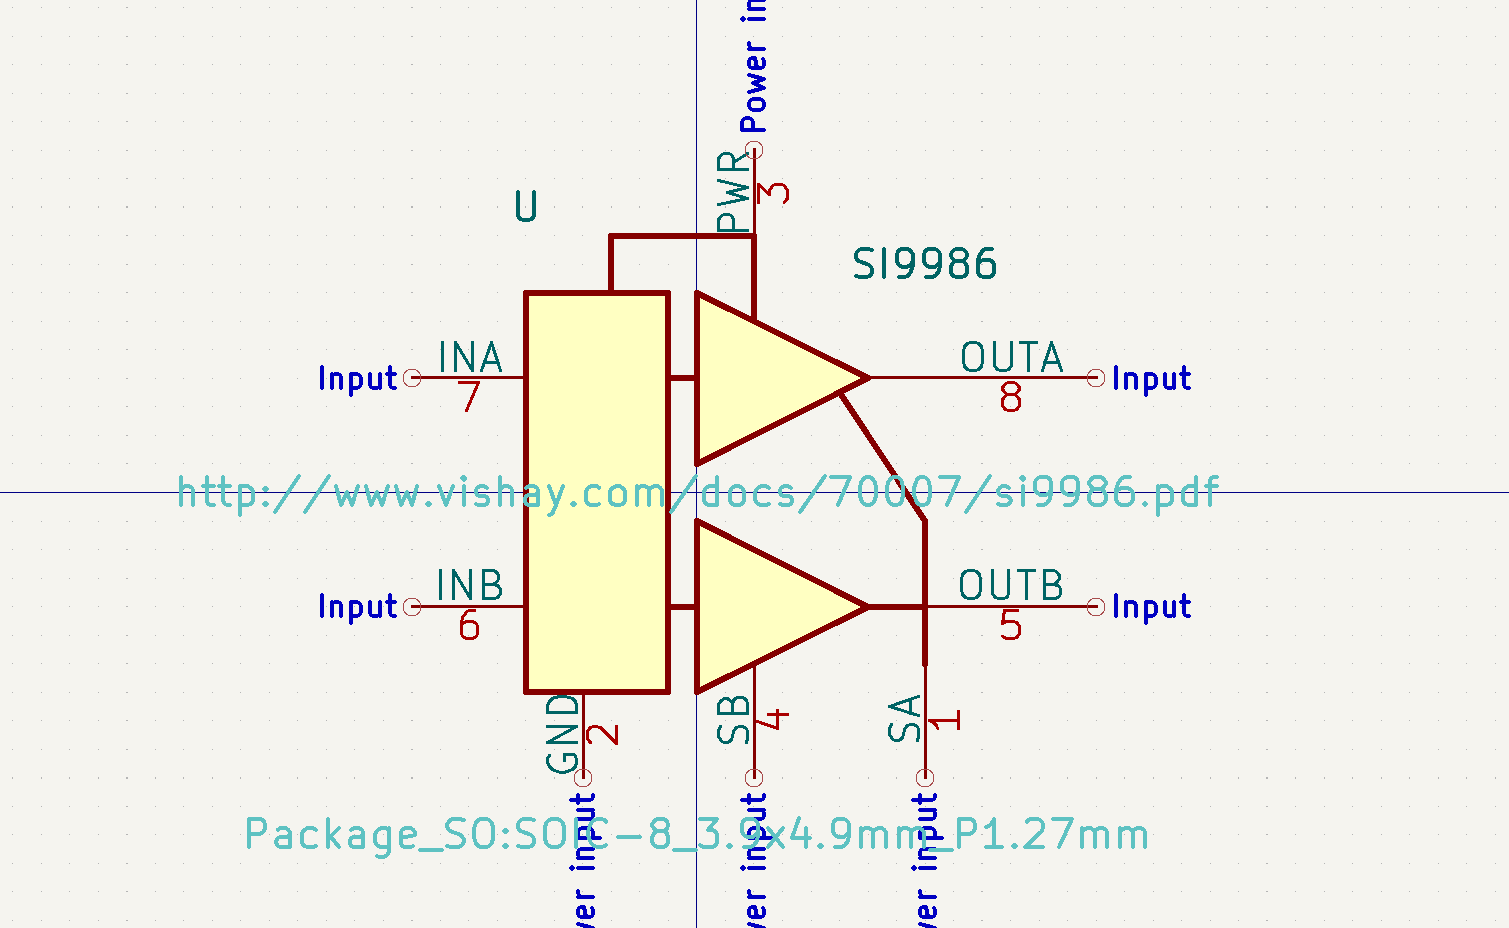 Power in
PWR
3
U
SI9986
Input
INA
7
OUTA
8
Input
http://www.vishay.com/docs/70007/si9986.pdf
Input
INB
6
OUTB
5
Input
GND
2
SB
4
SA
1
Package_SO:SOIC-8_3.9x4.9mm_P1.27mm
wer input
wer input
wer input